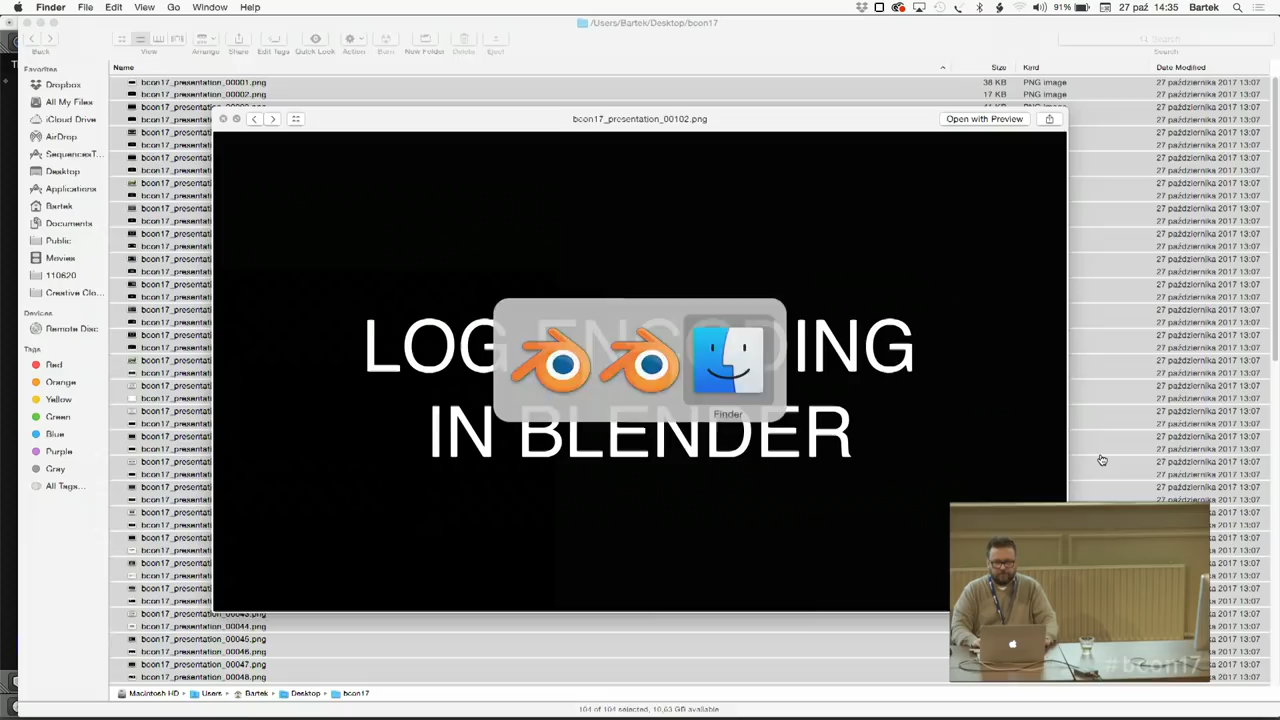 Finder File Edit View Go Window Help
91% 27 paź 14:35 Bartek
/Users/Bartek/Desktop/bcon17
Back View Arrange Share Edit Tags Quick Look Action Burn New Folder Delete Eject Search
Search
Favorites
Dropbox
All My Files
iCloud Drive
AirDrop
SequencesT...
Desktop
Applications
Bartek
Documents
Public
Movies
110620
Creative Clo...
Devices
Remote Disc
Tags
Red
Orange
Yellow
Green
Blue
Purple
Gray
All Tags...
Name Size Kind Date Modified
bcon17_presentation_00001.png 38 KB PNG image 27 października 2017 13:07
bcon17_presentation_00002.png 17 KB PNG image 27 października 2017 13:07
bcon17_presentation_00102.png
Open with Preview
LOG ENCODING
IN BLENDER
Finder
bcon17_presentation_00044.png
bcon17_presentation_00045.png
bcon17_presentation_00046.png
bcon17_presentation_00047.png
bcon17_presentation_00048.png
#bcon17
Macintosh HD Users Bartek Desktop bcon17
104 of 104 selected, 10,63 GB available